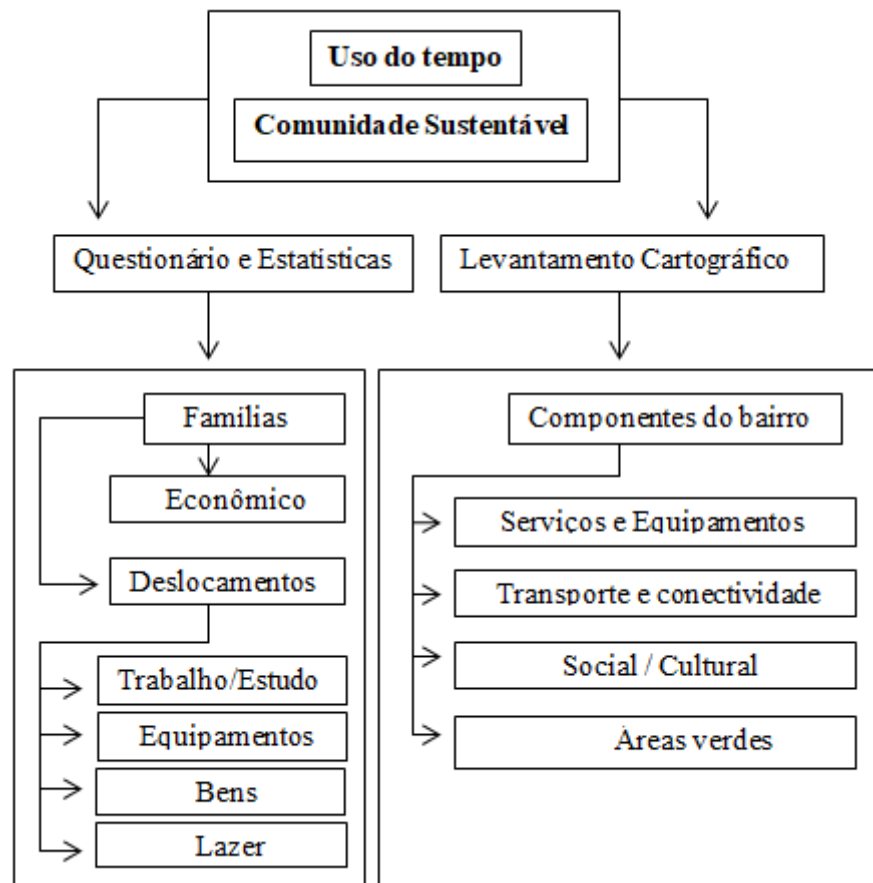 Uso do tempo
Comunidade Sustentável
Questionário e Estatísticas
Levantamento Cartográfico
Famílias
Econômico
Deslocamentos
Trabalho/Estudo
Equipamentos
Bens
Lazer
Componentes do bairro
Serviços e Equipamentos
Transporte e conectividade
Social / Cultural
Áreas verdes